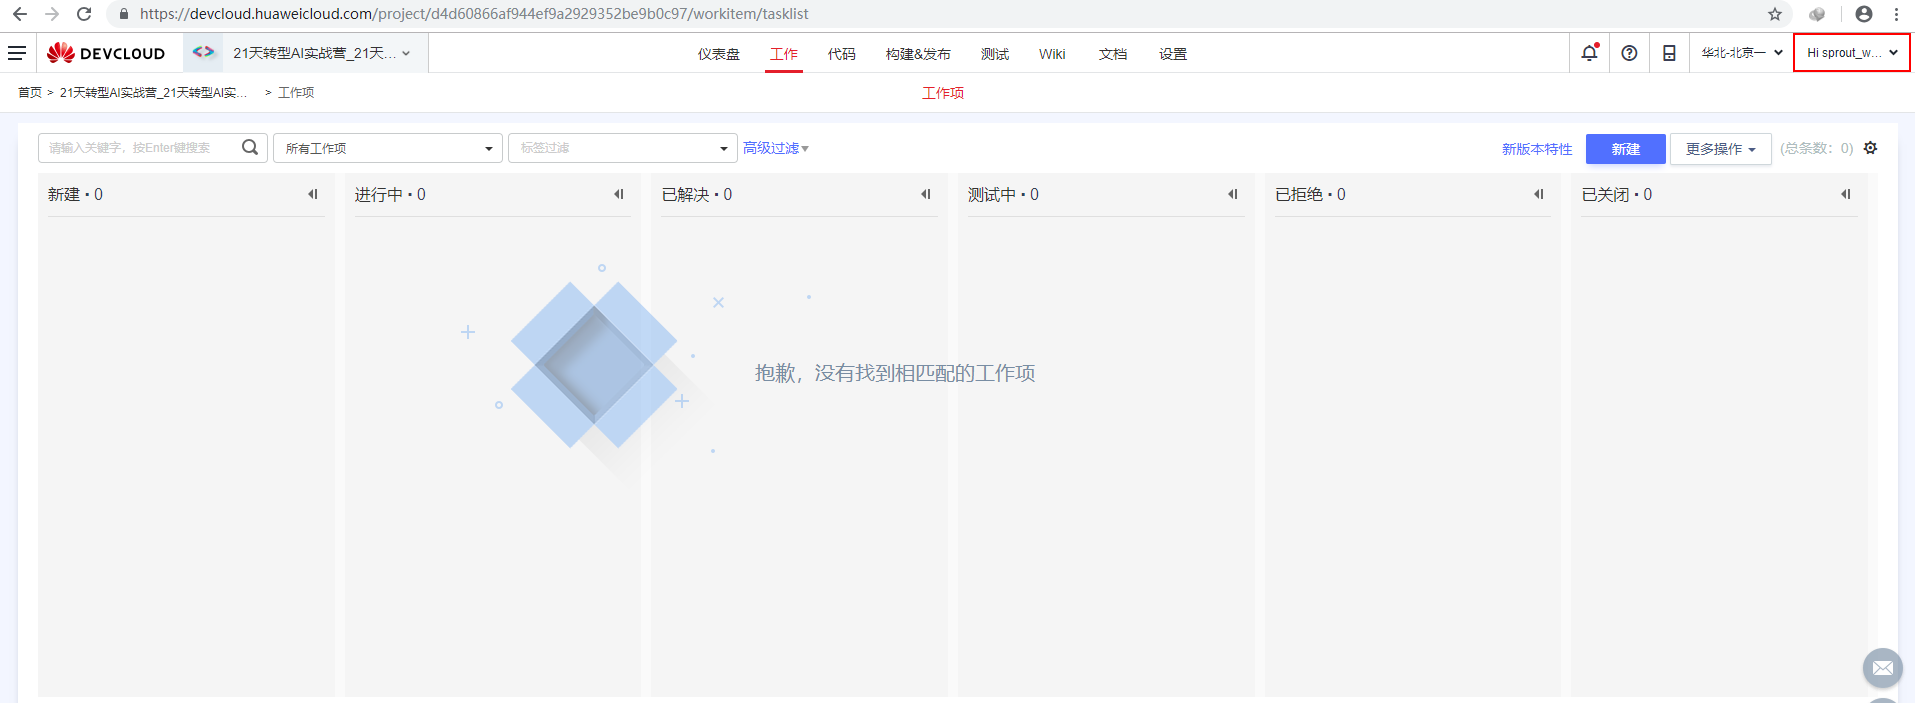 https://devcloud.huaweicloud.com/project/d4d60866af944ef9a2929352be9b0c97/workitem/tasklist
DEVCLOUD 21天转型AI实战营_21天... 仪表盘 工作 代码 构建&发布 测试 Wiki 文档 设置 华北-北京一 Hi sprout_w...
首页 > 21天转型AI实战营_21天转型AI实... > 工作项 工作项
请输入关键字，按Enter键搜索 所有工作项 标签过滤 高级过滤 新版本特性 新建 更多操作 (总条数：0)
新建·0 进行中·0 已解决·0 测试中·0 已拒绝·0 已关闭·0
抱歉，没有找到相匹配的工作项